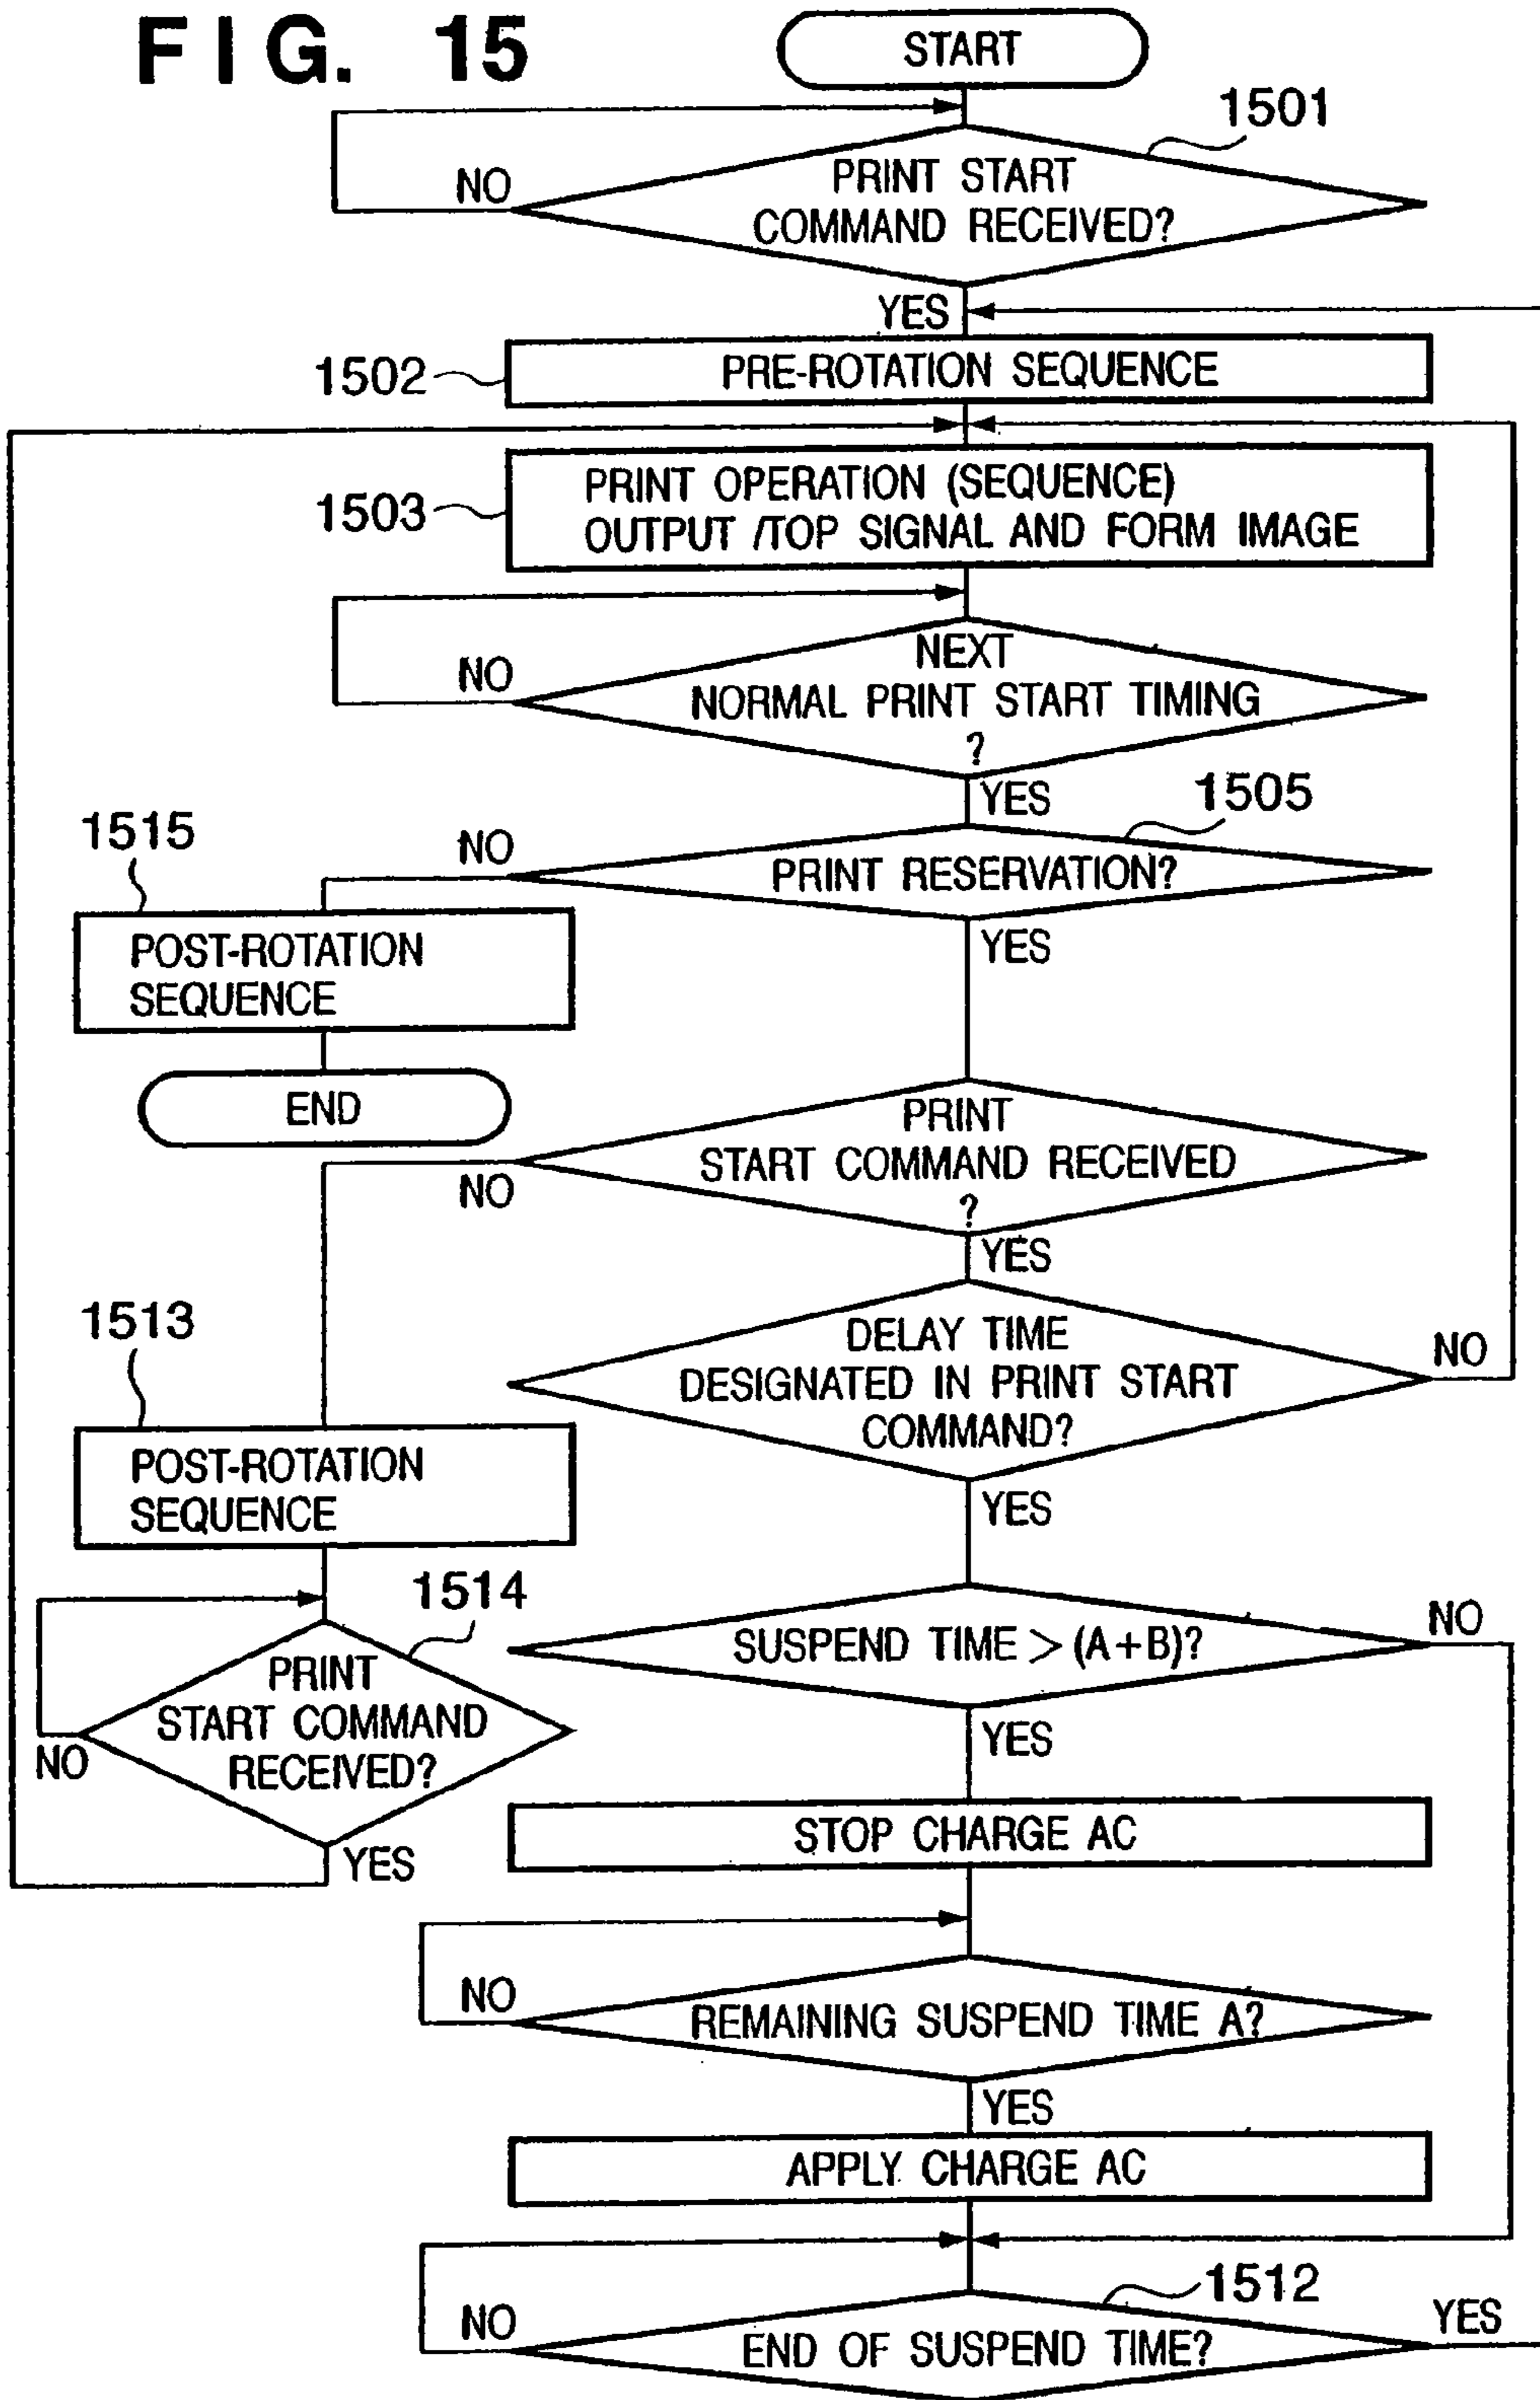 FIG. 15
START
1501
PRINT START
COMMAND RECEIVED?
NO
YES
1502
PRE-ROTATION SEQUENCE
1503
PRINT OPERATION (SEQUENCE)
OUTPUT /TOP SIGNAL AND FORM IMAGE
NEXT
NORMAL PRINT START TIMING
?
NO
YES
1505
PRINT RESERVATION?
NO
YES
1515
POST-ROTATION
SEQUENCE
END
PRINT
START COMMAND RECEIVED
?
NO
YES
DELAY TIME
DESIGNATED IN PRINT START
COMMAND?
NO
YES
1513
POST-ROTATION
SEQUENCE
1514
PRINT
START COMMAND
RECEIVED?
NO
YES
SUSPEND TIME > (A+B)?
NO
YES
STOP CHARGE AC
REMAINING SUSPEND TIME A?
NO
YES
APPLY CHARGE AC
1512
END OF SUSPEND TIME?
NO
YES